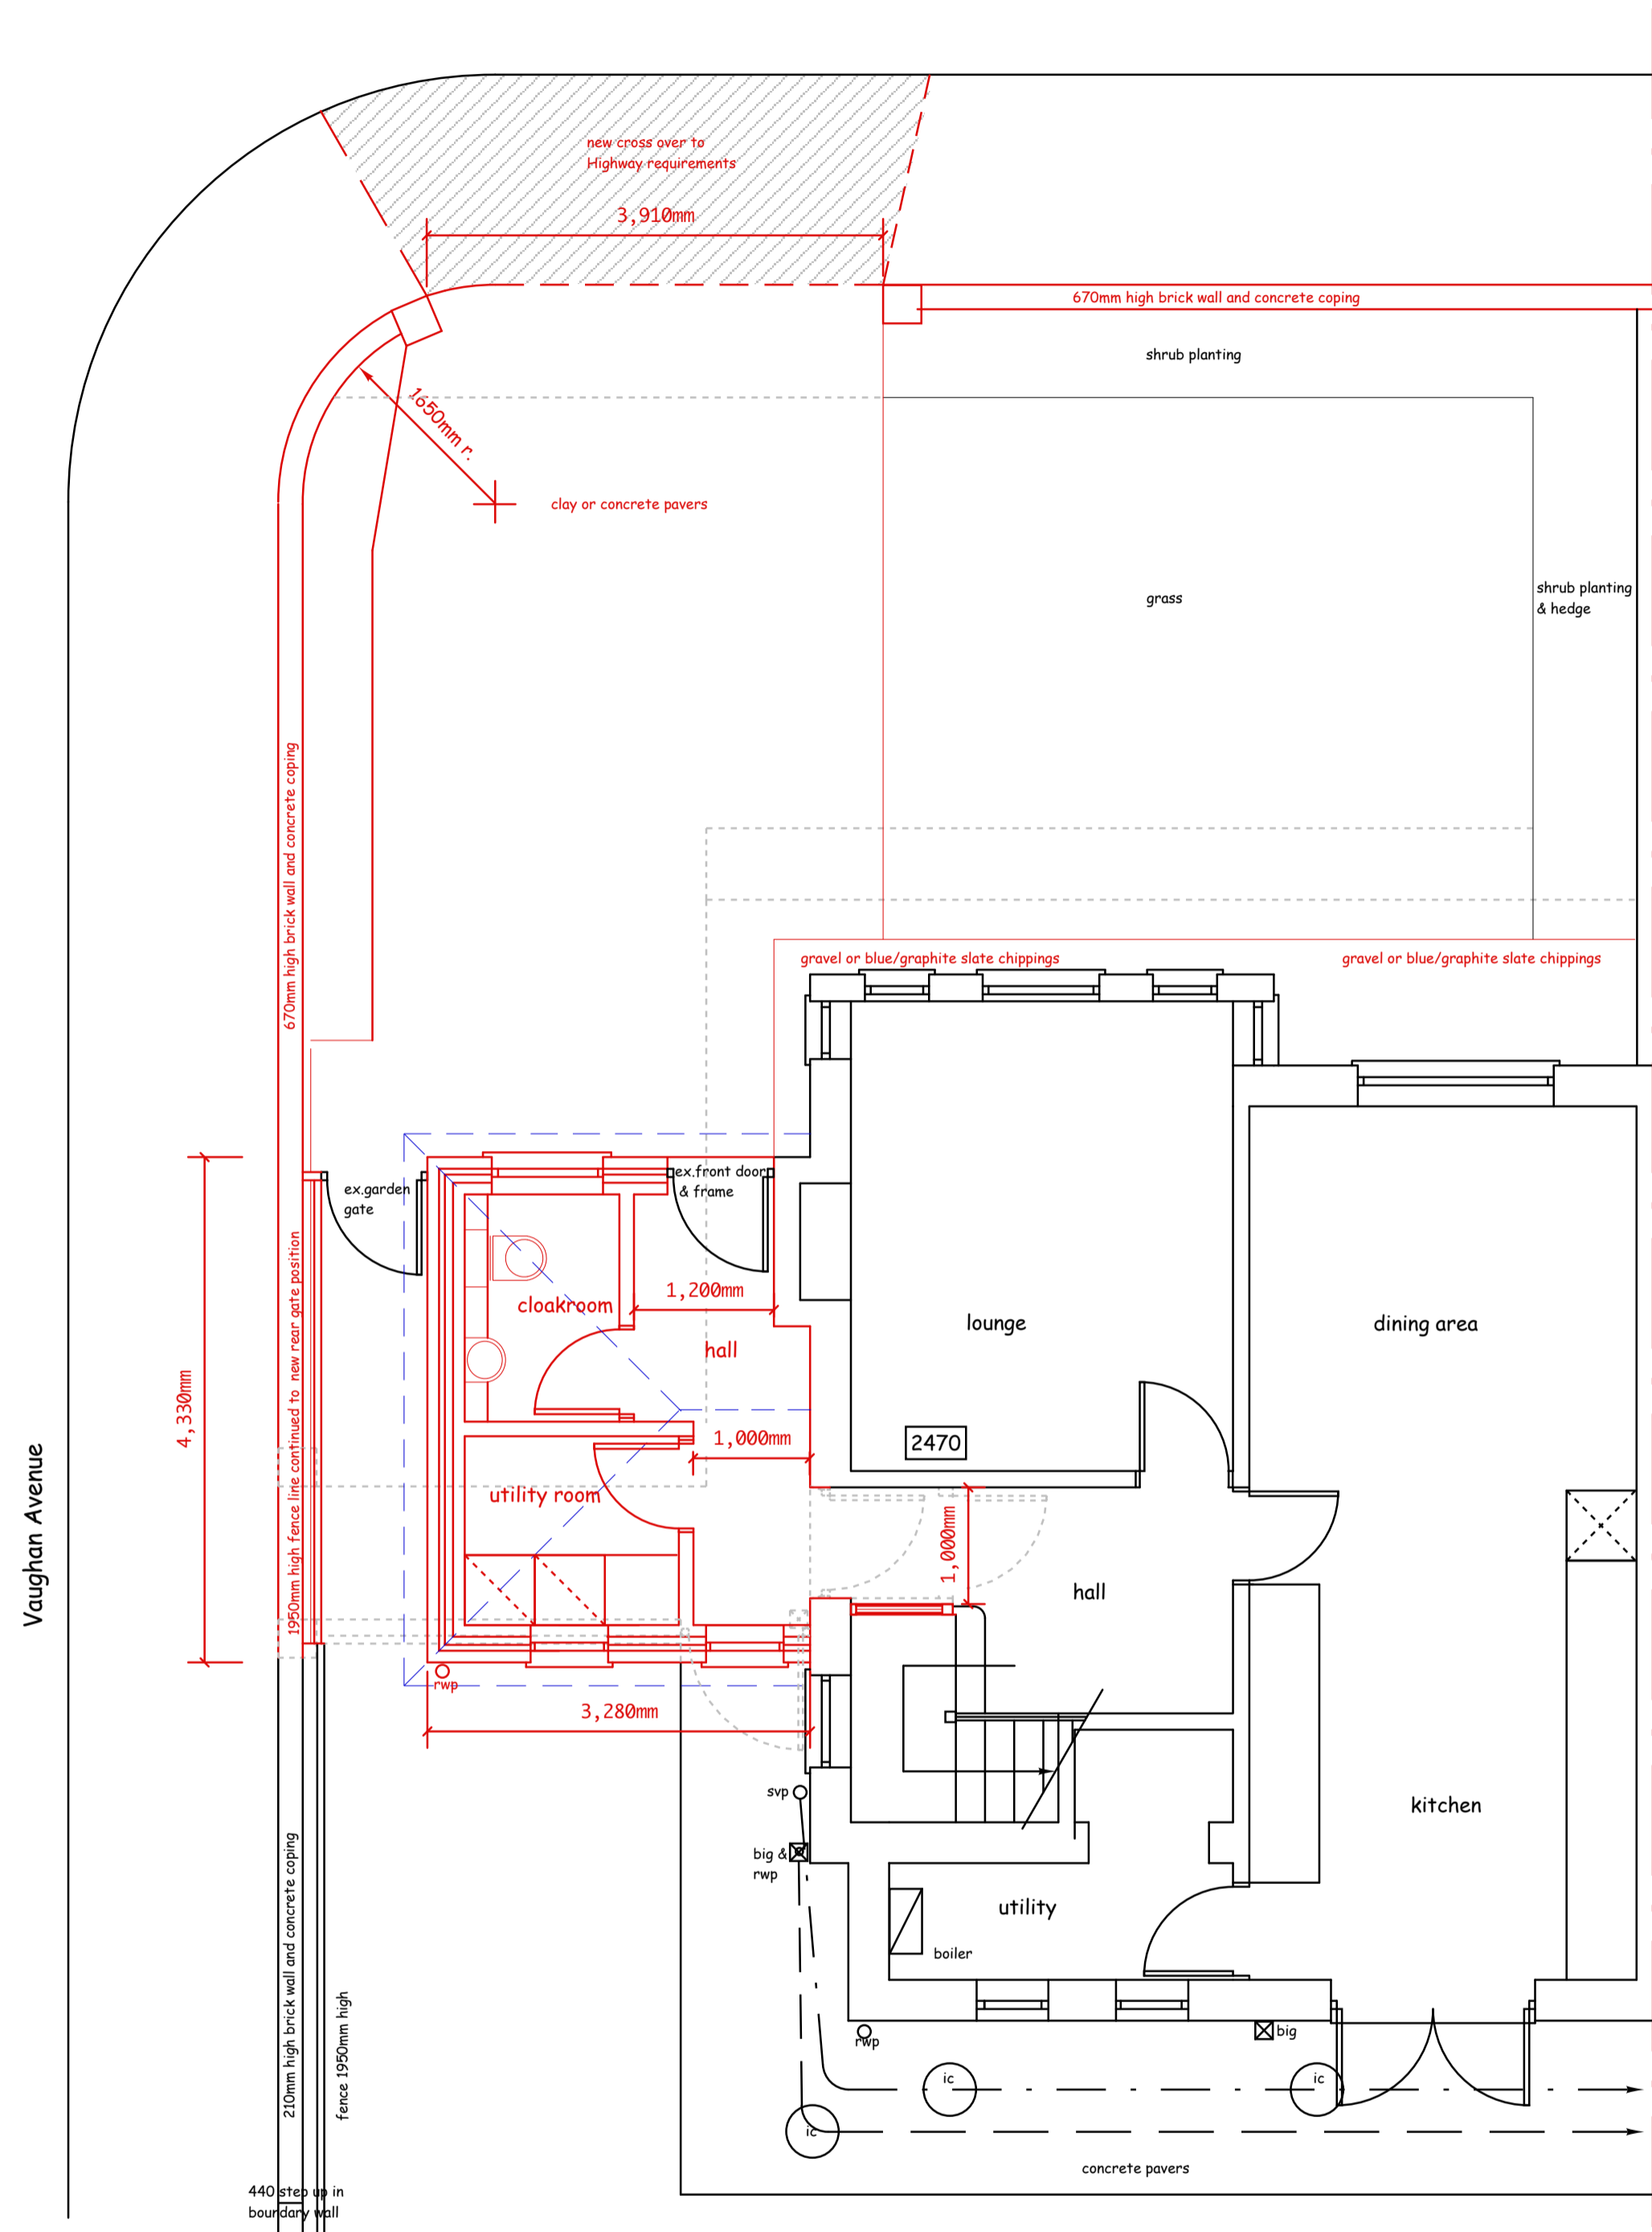 new cross over to
Highway requirements
3,910mm
670mm high brick wall and concrete coping
shrub planting
1650mm r.
clay or concrete pavers
grass
shrub planting
& hedge
670mm high brick wall and concrete coping
gravel or blue/graphite slate chippings
gravel or blue/graphite slate chippings
ex.garden
gate
ex.front door
& frame
1,200mm
cloakroom
hall
lounge
dining area
4,330mm
1950mm high fence line continued to new rear gate position
1,000mm
2470
utility room
1,000mm
hall
Vaughan Avenue
rwp
3,280mm
svp
big &
rwp
kitchen
utility
boiler
210mm high brick wall and concrete coping
fence 1950mm high
rwp
big
ic
ic
ic
concrete pavers
440 step up in
boundary wall